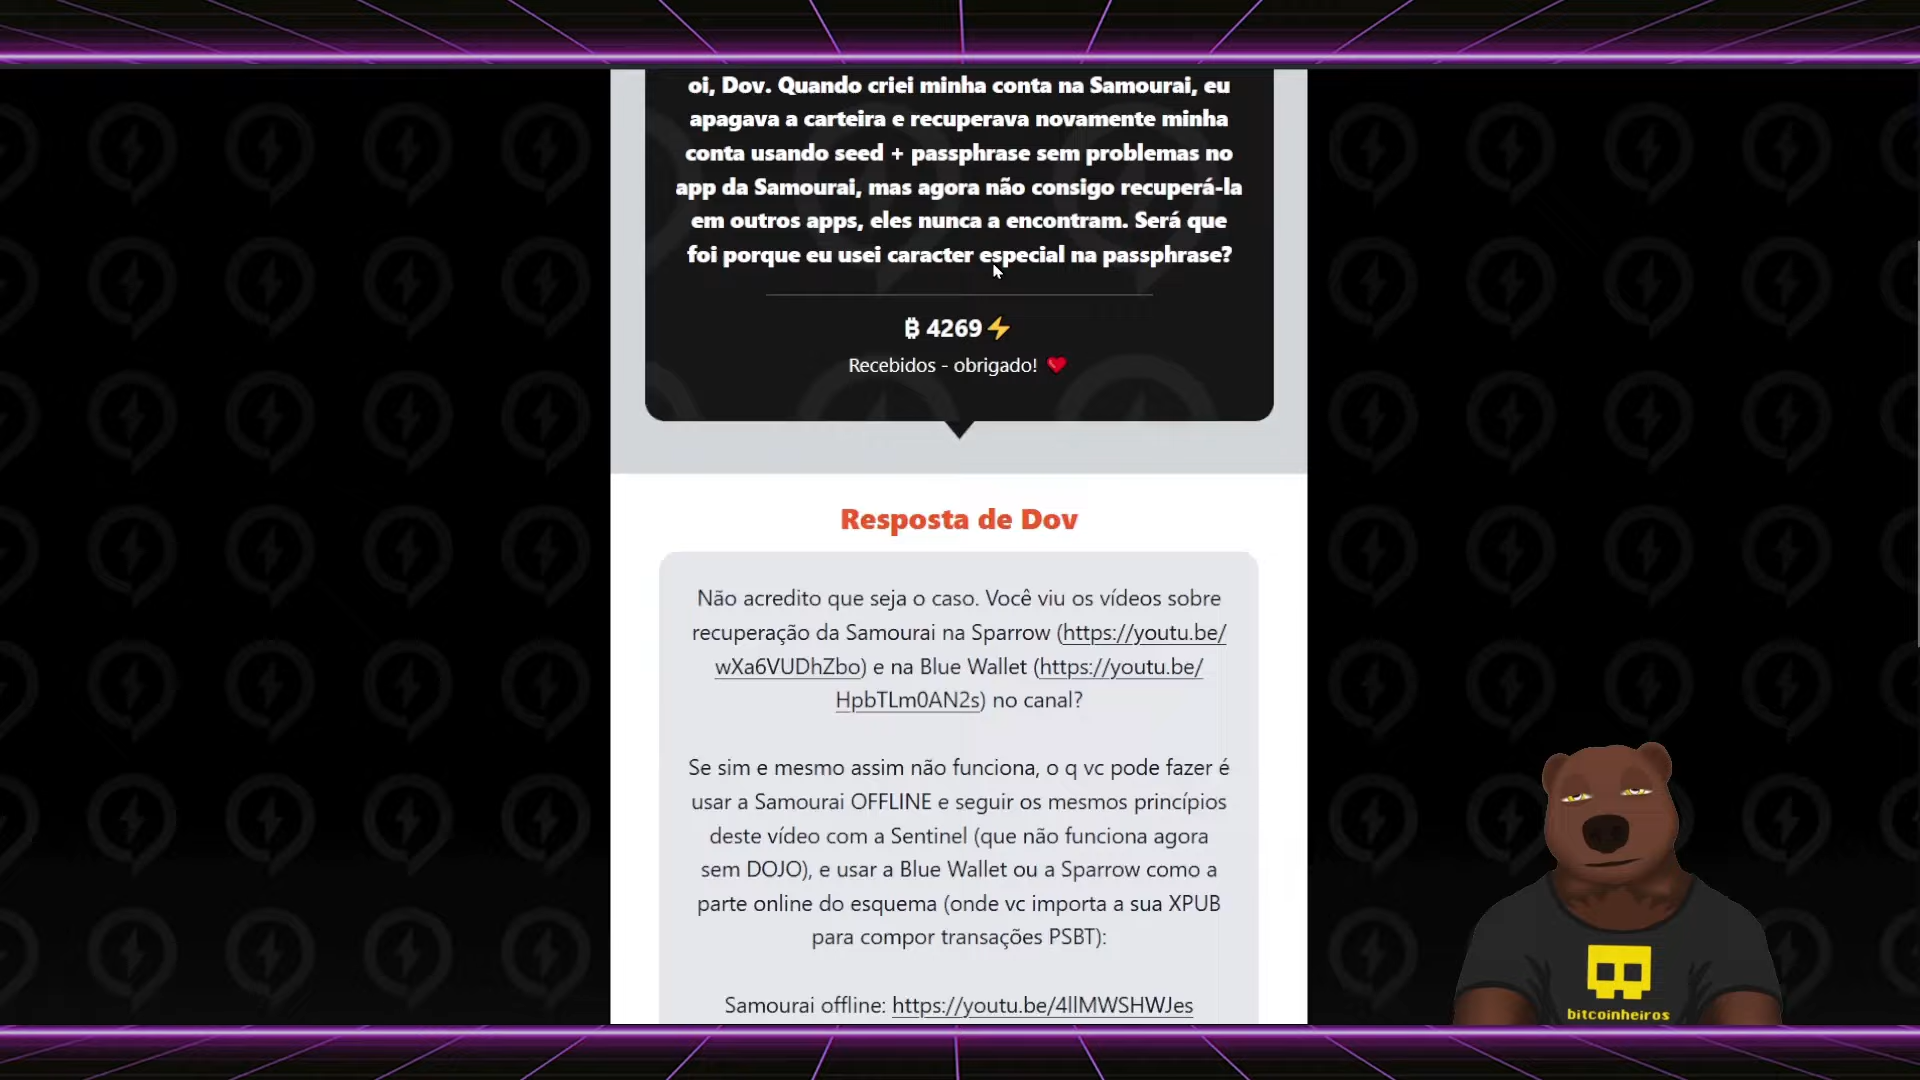 oi, Dov. Quando criei minha conta na Samourai, eu
apagava a carteira e recuperava novamente minha
conta usando seed + passphrase sem problemas no
app da Samourai, mas agora não consigo recuperá-la
em outros apps, eles nunca a encontram. Será que
foi porque eu usei caracter especial na passphrase?
₿ 4269⚡
Recebidos - obrigado! ❤️
Resposta de Dov
Não acredito que seja o caso. Você viu os vídeos sobre
recuperação da Samourai na Sparrow (https://youtu.be/
wXa6VUDhZbo) e na Blue Wallet (https://youtu.be/
HpbTLm0AN2s) no canal?
Se sim e mesmo assim não funciona, o q vc pode fazer é
usar a Samourai OFFLINE e seguir os mesmos princípios
deste vídeo com a Sentinel (que não funciona agora
sem DOJO), e usar a Blue Wallet ou a Sparrow como a
parte online do esquema (onde vc importa a sua XPUB
para compor transações PSBT):
Samourai offline: https://youtu.be/4llMWSHWJes
bitcoinheiros